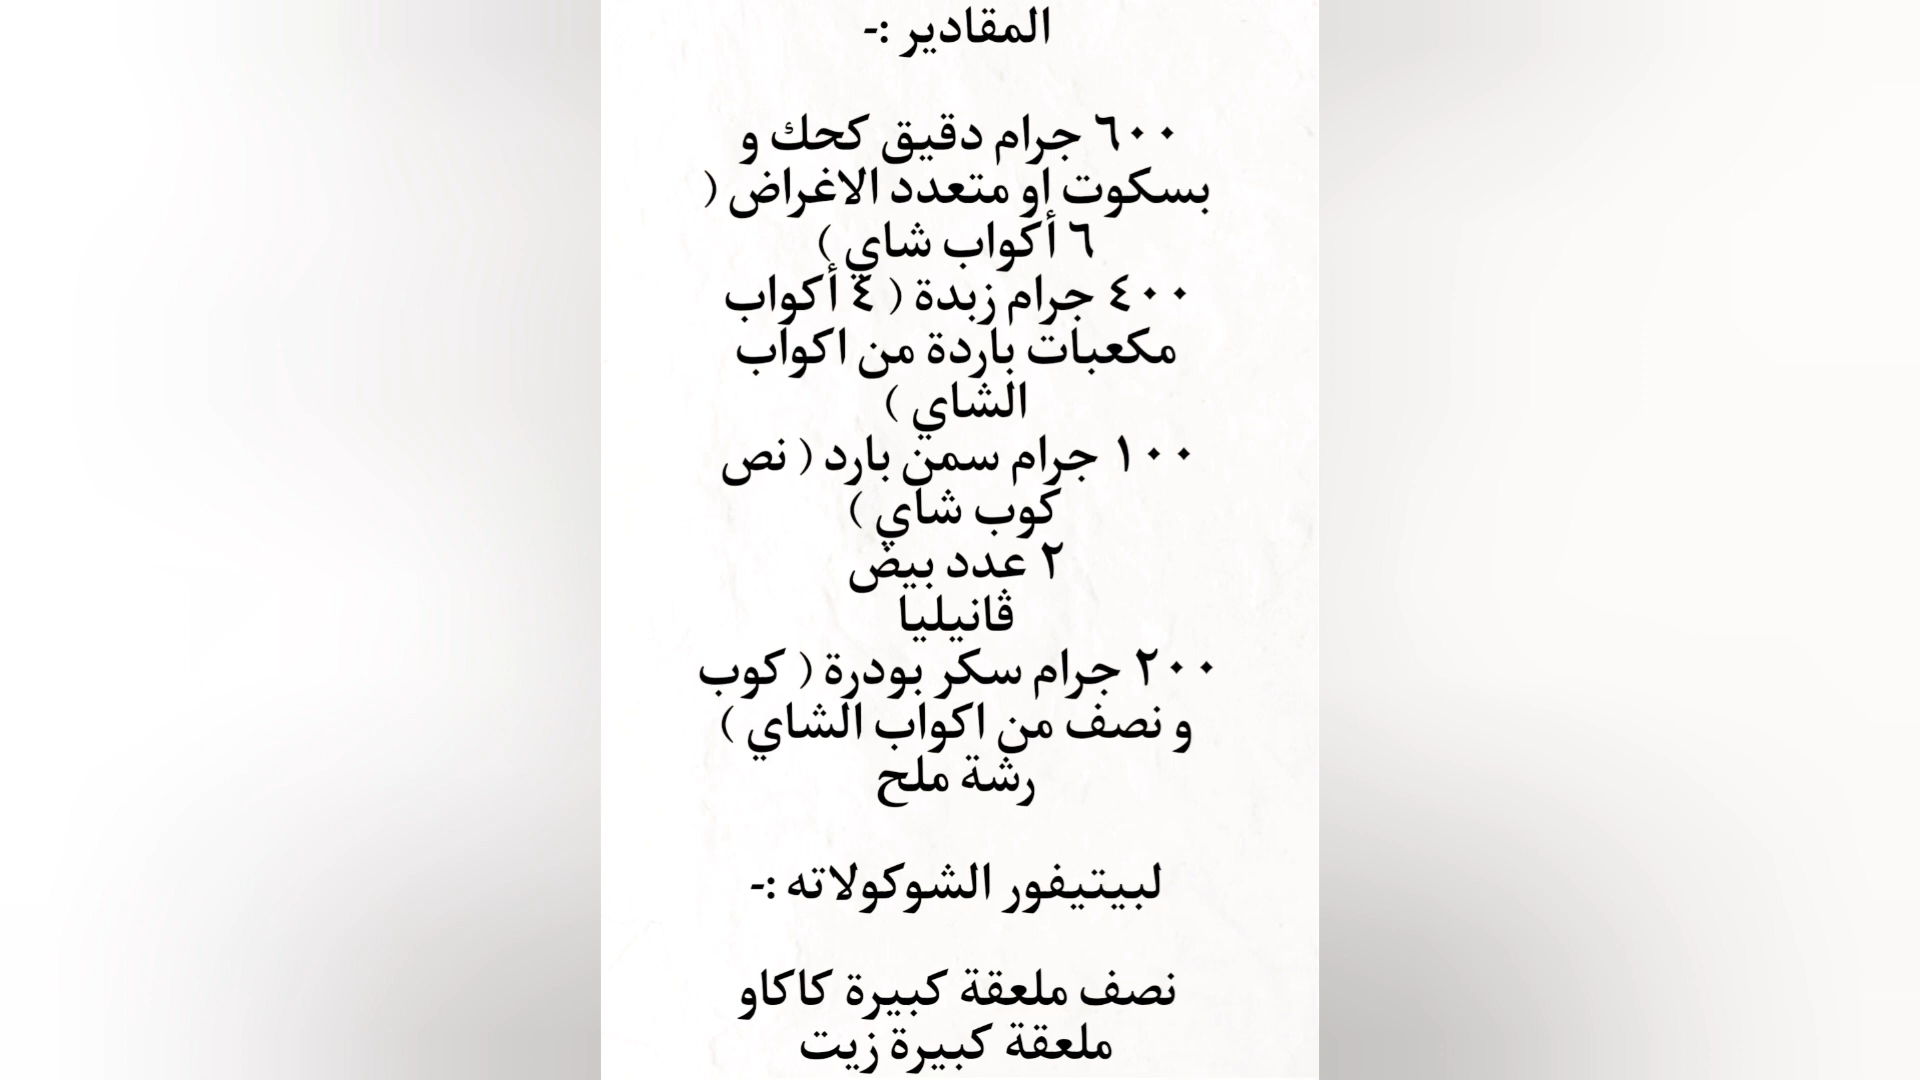 المقادير :-
٦٠٠ جرام دقيق كحك و
بسكوت او متعدد الاغراض (
٦ أكواب شاي )
٤٠٠ جرام زبدة ( ٤ أكواب
مكعبات باردة من اكواب
الشاي )
١٠٠ جرام سمن بارد ( نص
كوب شاي )
٢ عدد بيض
ڤانيليا
٢٠٠ جرام سكر بودرة ( كوب
و نصف من اكواب الشاي )
رشة ملح
لبيتيفور الشوكولاته :-
نصف ملعقة كبيرة كاكاو
ملعقة كبيرة زيت